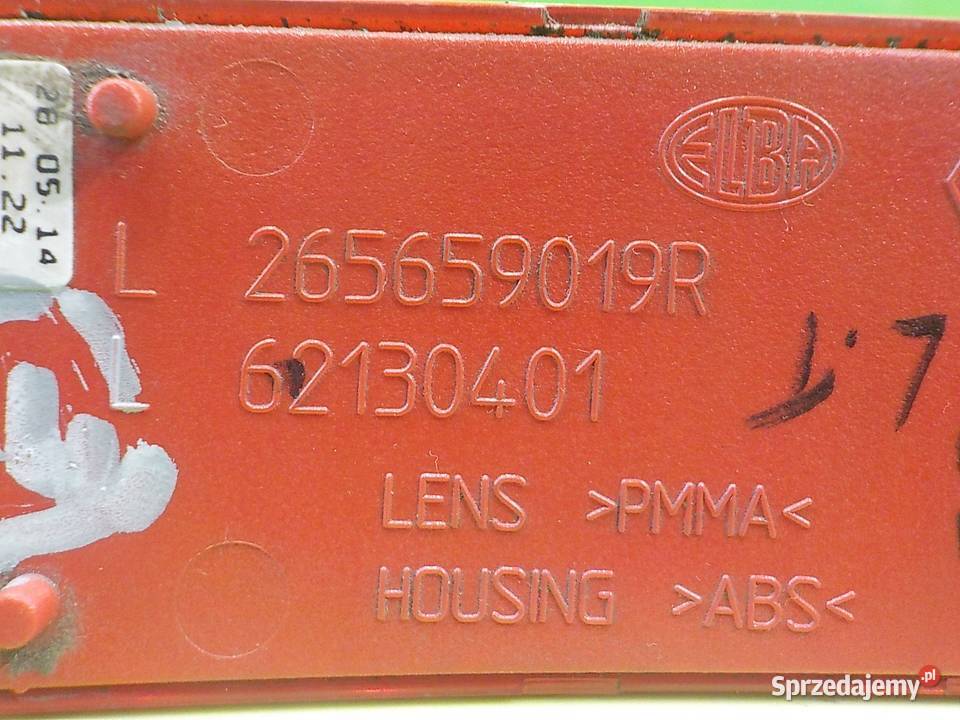 28 05.14
11.22
ELBA
L 265659019R
L 62130401
LENS >PMMA<
HOUSING >ABS<
Sprzedajemy.pl